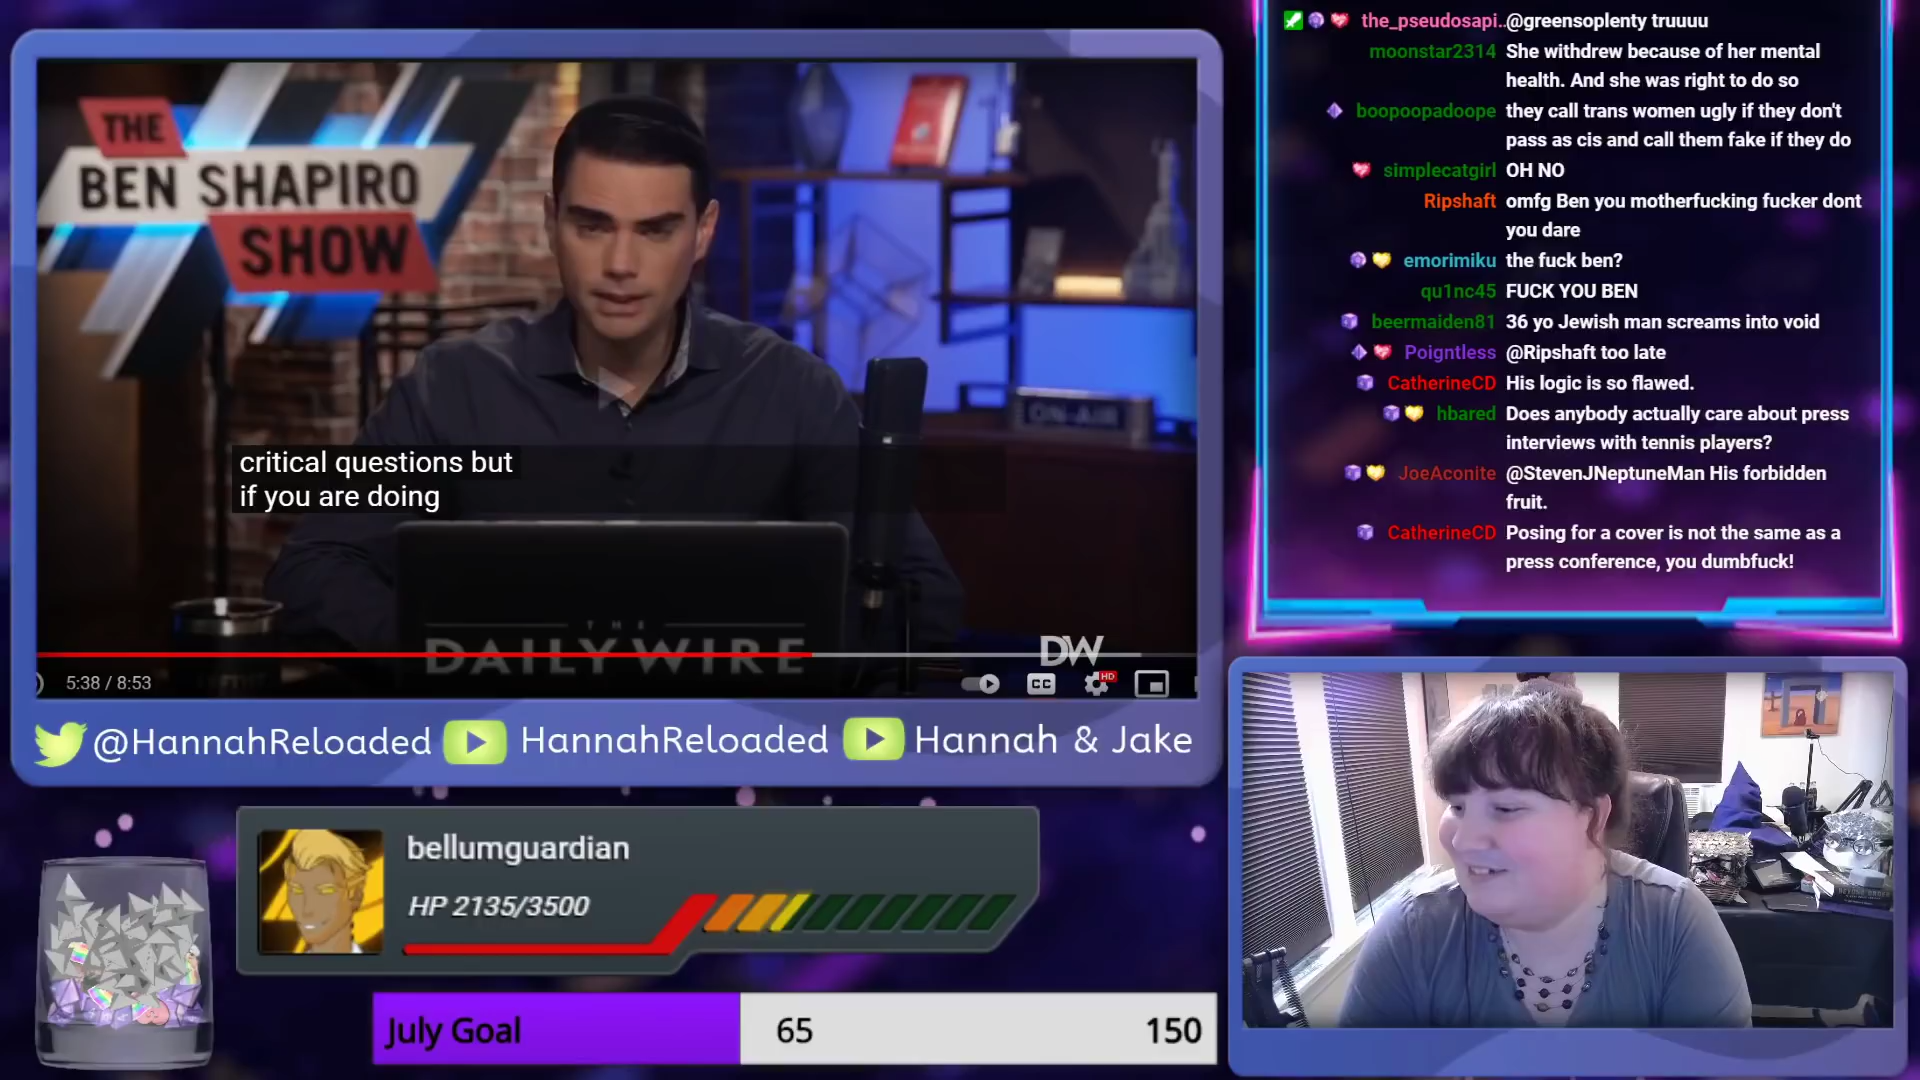 THE
BEN SHAPIRO
SHOW
ON-AIR
critical questions but
if you are doing
THE
DAILY WIRE
DW
5:38 / 8:53
CC
HD
@HannahReloaded
HannahReloaded
Hannah & Jake
bellumguardian
HP 2135/3500
July Goal
65
150
the_pseudosapi.. @greensoplenty truuuu
moonstar2314 She withdrew because of her mental
health. And she was right to do so
boopoopadoope they call trans women ugly if they don't
pass as cis and call them fake if they do
simplecatgirl OH NO
Ripshaft omfg Ben you motherfucking fucker dont
you dare
emorimiku the fuck ben?
qu1nc45 FUCK YOU BEN
beermaiden81 36 yo Jewish man screams into void
Poigntless @Ripshaft too late
CatherineCD His logic is so flawed.
hbared Does anybody actually care about press
interviews with tennis players?
JoeAconite @StevenJNeptuneMan His forbidden
fruit.
CatherineCD Posing for a cover is not the same as a
press conference, you dumbfuck!